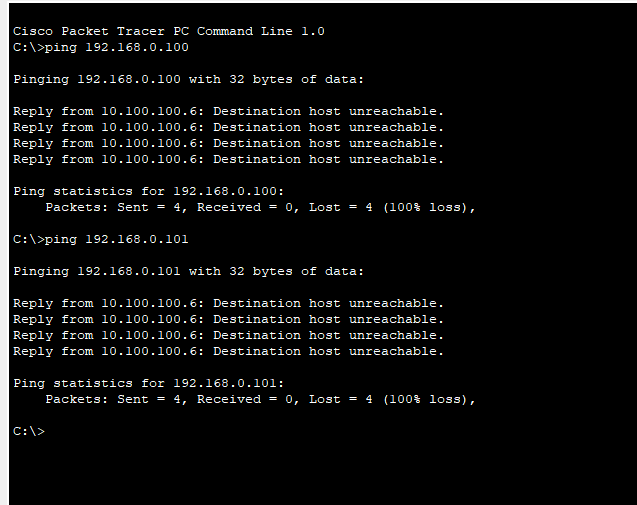 Cisco Packet Tracer PC Command Line 1.0
C:\>ping 192.168.0.100
Pinging 192.168.0.100 with 32 bytes of data:
Reply from 10.100.100.6: Destination host unreachable.
Reply from 10.100.100.6: Destination host unreachable.
Reply from 10.100.100.6: Destination host unreachable.
Reply from 10.100.100.6: Destination host unreachable.
Ping statistics for 192.168.0.100:
    Packets: Sent = 4, Received = 0, Lost = 4 (100% loss),
C:\>ping 192.168.0.101
Pinging 192.168.0.101 with 32 bytes of data:
Reply from 10.100.100.6: Destination host unreachable.
Reply from 10.100.100.6: Destination host unreachable.
Reply from 10.100.100.6: Destination host unreachable.
Reply from 10.100.100.6: Destination host unreachable.
Ping statistics for 192.168.0.101:
    Packets: Sent = 4, Received = 0, Lost = 4 (100% loss),
C:\>